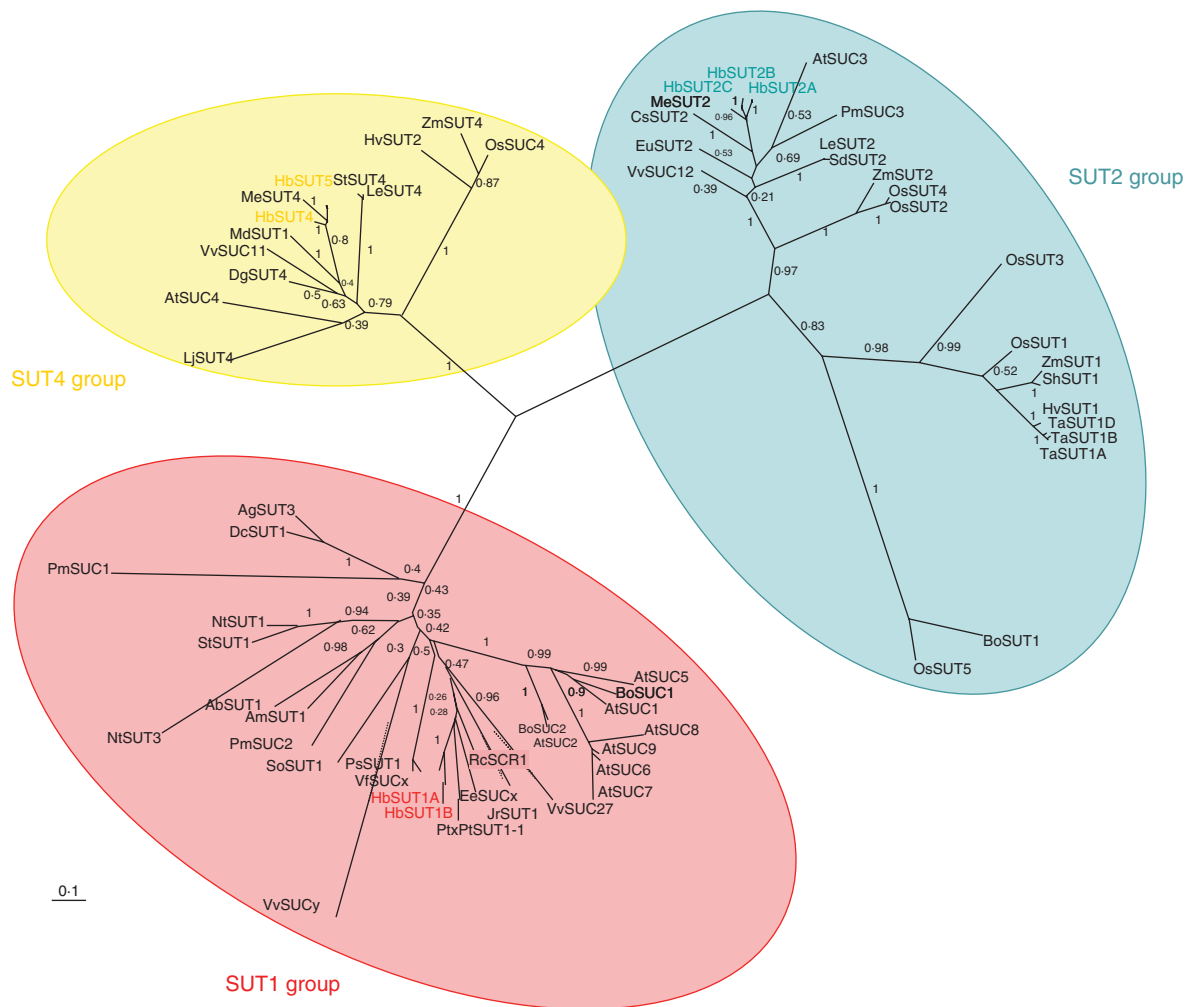 SUT4 group
ZmSUT4
HvSUT2
OsSUC4
0·87
HbSUT5
StSUT4
MeSUT4
LeSUT4
1
HbSUT4
1
0·8
MdSUT1
1
1
1
VvSUC11
DgSUT4
0·4
0·5
0·63
0·79
AtSUC4
0·39
LjSUT4
1
SUT2 group
AtSUC3
HbSUT2B
HbSUT2C
HbSUT2A
MeSUT2
1
1
0·96
0·53
CsSUT2
PmSUC3
1
EuSUT2
0·53
0·69
LeSUT2
SdSUT2
VvSUC12
1
ZmSUT2
0·39
0·21
OsSUT4
OsSUT2
1
1
1
0·97
OsSUT3
0·83
0·98
0·99
OsSUT1
0·52
ZmSUT1
ShSUT1
1
HvSUT1
1
TaSUT1D
1
TaSUT1B
TaSUT1A
1
BoSUT1
OsSUT5
1
AgSUT3
DcSUT1
1
PmSUC1
0·4
0·43
0·39
NtSUT1
1
0·94
0·35
StSUT1
0·62
0·42
0·98
0·3
0·5
1
0·47
0·99
0·99
AtSUC5
AbSUT1
0·26
0·96
1
0·9
BoSUC1
AmSUT1
1
0·28
1
AtSUC1
NtSUT3
BoSUC2
AtSUC8
PmSUC2
1
AtSUC2
AtSUC9
SoSUT1
PsSUT1
RcSCR1
AtSUC6
VfSUCx
HbSUT1A
EeSUCx
AtSUC7
HbSUT1B
JrSUT1
VvSUC27
PtxPtSUT1-1
0·1
VvSUCy
SUT1 group